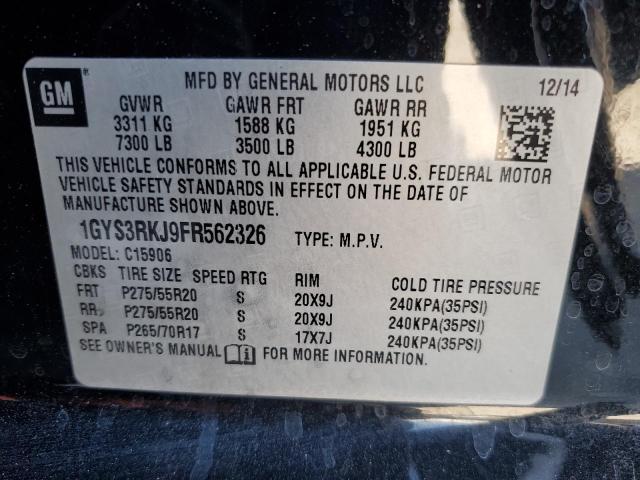 GM
MFD BY GENERAL MOTORS LLC 12/14
GVWR GAWR FRT GAWR RR
3311 KG 1588 KG 1951 KG
7300 LB 3500 LB 4300 LB
THIS VEHICLE CONFORMS TO ALL APPLICABLE U.S. FEDERAL MOTOR
VEHICLE SAFETY STANDARDS IN EFFECT ON THE DATE OF
MANUFACTURE SHOWN ABOVE.
1GYS3RKJ9FR562326 TYPE: M.P.V.
MODEL: C15906
CBKS TIRE SIZE SPEED RTG RIM COLD TIRE PRESSURE
FRT P275/55R20 S 20X9J 240KPA(35PSI)
RR P275/55R20 S 20X9J 240KPA(35PSI)
SPA P265/70R17 S 17X7J 240KPA(35PSI)
SEE OWNER'S MANUAL FOR MORE INFORMATION.